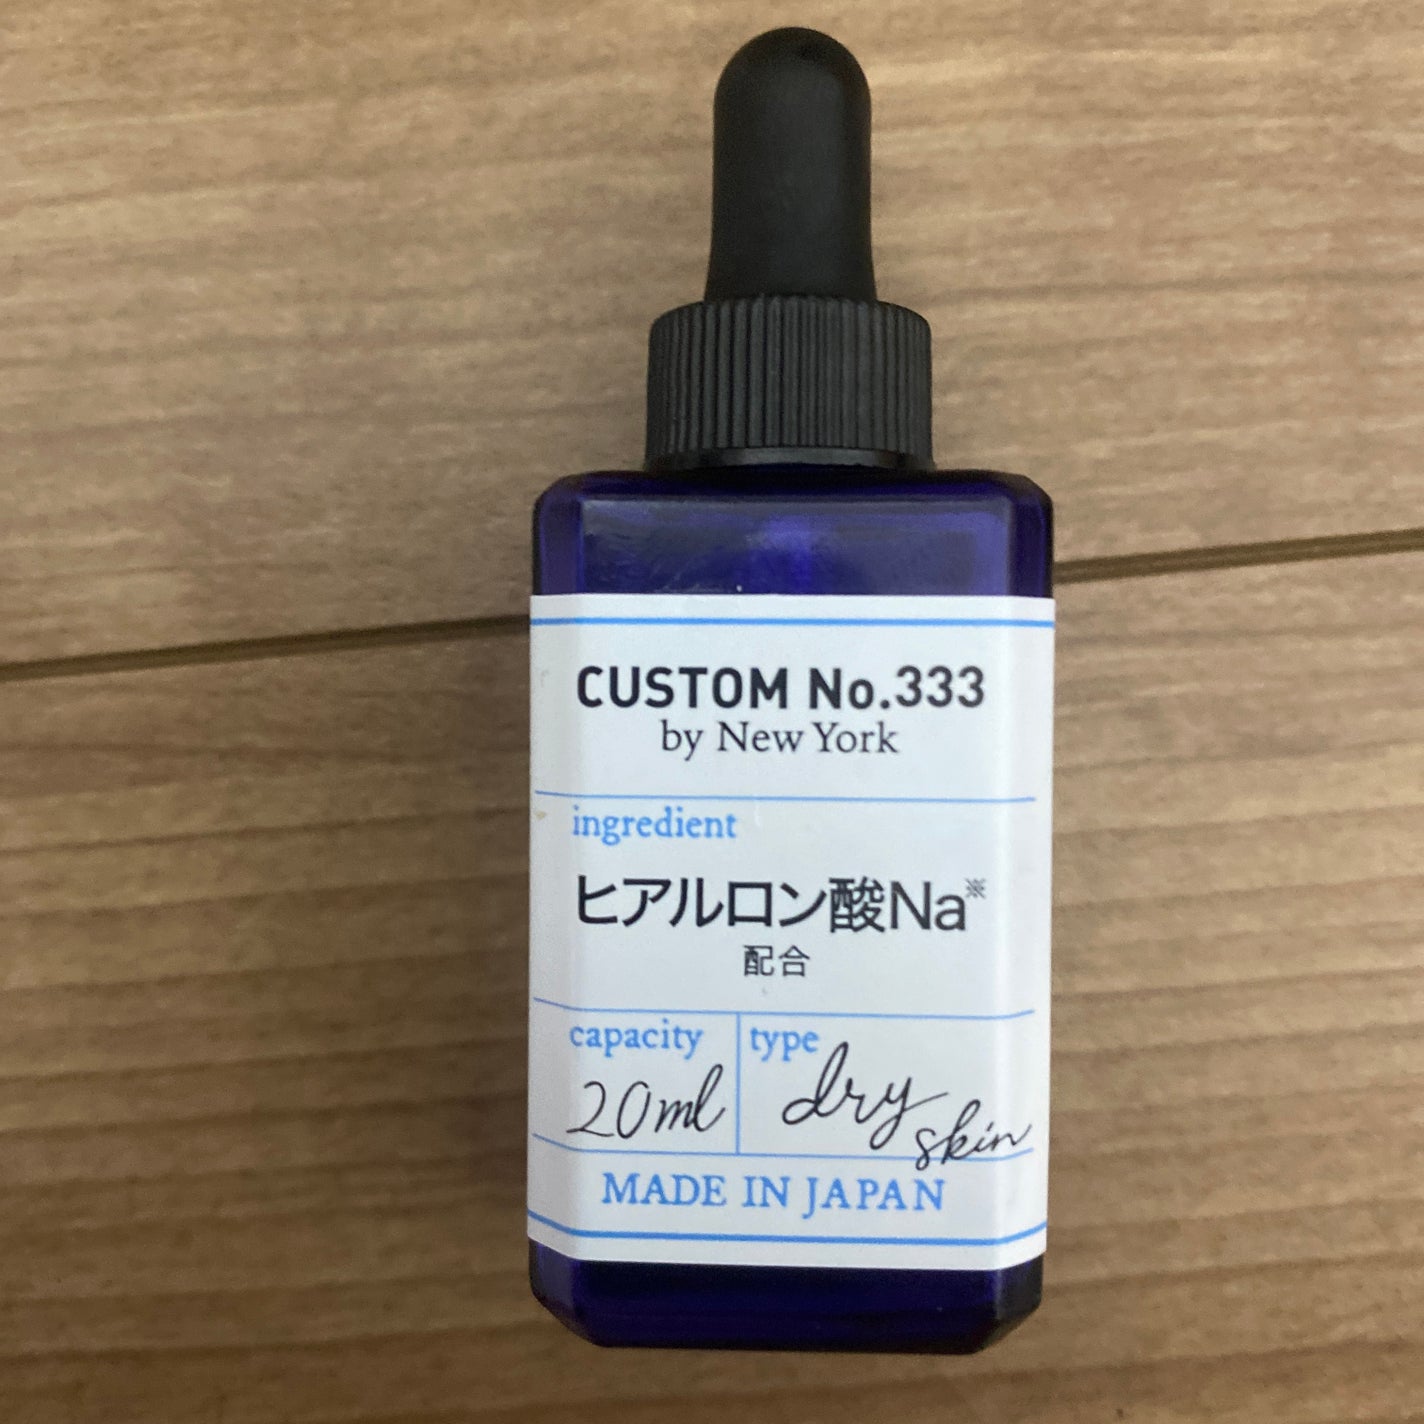 CUSTOM No.333
by New York
ingredient
ヒアルロン酸Na※
配合
capacity
20ml
type
dry
skin
MADE IN JAPAN